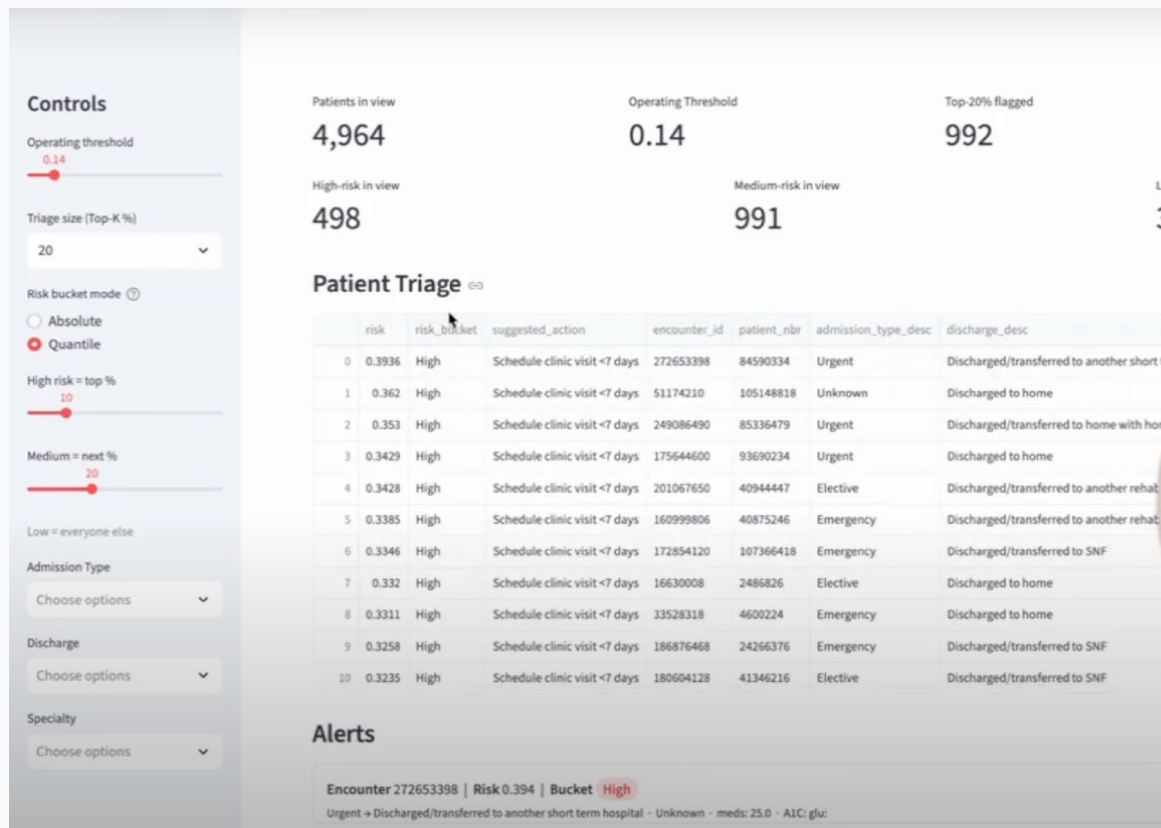 Controls
Operating threshold
0.14
Triage size (Top-K %)
20
Risk bucket mode
Absolute
Quantile
High risk = top %
10
Medium = next %
20
Low = everyone else
Admission Type
Choose options
Discharge
Choose options
Specialty
Choose options
Patients in view Operating Threshold Top-20% flagged
4,964 0.14 992
High-risk in view Medium-risk in view
498 991
Patient Triage
risk risk_bucket suggested_action encounter_id patient_nbr admission_type_desc discharge_desc
0 0.3936 High Schedule clinic visit <7 days 272653398 84590334 Urgent Discharged/transferred to another short
1 0.362 High Schedule clinic visit <7 days 51174210 105148818 Unknown Discharged to home
2 0.353 High Schedule clinic visit <7 days 249086490 85336479 Urgent Discharged/transferred to home with
3 0.3429 High Schedule clinic visit <7 days 175644600 93690234 Urgent Discharged to home
4 0.3428 High Schedule clinic visit <7 days 201067650 40944447 Elective Discharged/transferred to another rehab
5 0.3385 High Schedule clinic visit <7 days 160999806 40875246 Emergency Discharged/transferred to another rehab
6 0.3346 High Schedule clinic visit <7 days 172854120 107366418 Emergency Discharged/transferred to SNF
7 0.332 High Schedule clinic visit <7 days 16630008 2486826 Elective Discharged to home
8 0.3311 High Schedule clinic visit <7 days 33528318 4600224 Emergency Discharged to home
9 0.3258 High Schedule clinic visit <7 days 186876468 24266376 Emergency Discharged/transferred to SNF
10 0.3235 High Schedule clinic visit <7 days 180604128 41346216 Elective Discharged/transferred to SNF
Alerts
Encounter 272653398 | Risk 0.394 | Bucket High
Urgent → Discharged/transferred to another short term hospital · Unknown · meds: 25.0 · A1C: glu: